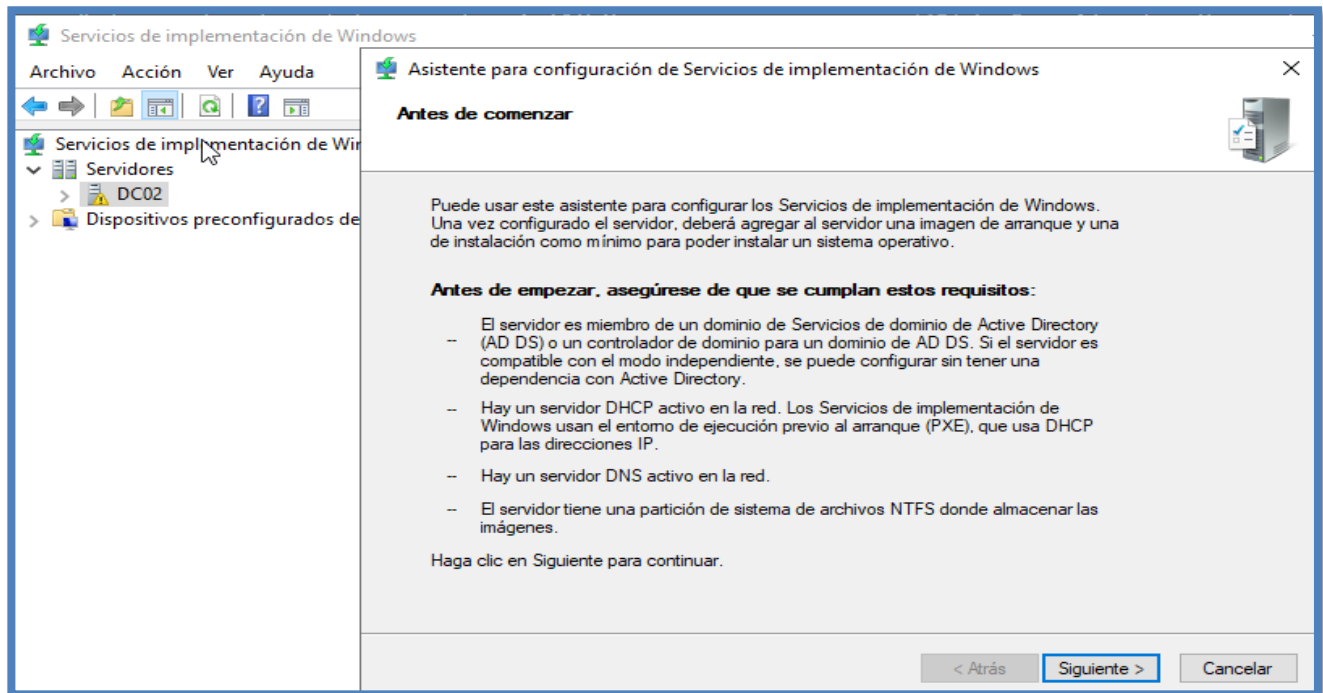 Servicios de implementación de Windows
Archivo Acción Ver Ayuda
Servicios de implementación de Wir
Servidores
DC02
Dispositivos preconfigurados de
Asistente para configuración de Servicios de implementación de Windows
Antes de comenzar
Puede usar este asistente para configurar los Servicios de implementación de Windows.
Una vez configurado el servidor, deberá agregar al servidor una imagen de arranque y una
de instalación como mínimo para poder instalar un sistema operativo.
Antes de empezar, asegúrese de que se cumplan estos requisitos:
-- El servidor es miembro de un dominio de Servicios de dominio de Active Directory
(AD DS) o un controlador de dominio para un dominio de AD DS. Si el servidor es
compatible con el modo independiente, se puede configurar sin tener una
dependencia con Active Directory.
-- Hay un servidor DHCP activo en la red. Los Servicios de implementación de
Windows usan el entorno de ejecución previo al arranque (PXE), que usa DHCP
para las direcciones IP.
-- Hay un servidor DNS activo en la red.
-- El servidor tiene una partición de sistema de archivos NTFS donde almacenar las
imágenes.
Haga clic en Siguiente para continuar.
< Atrás Siguiente > Cancelar